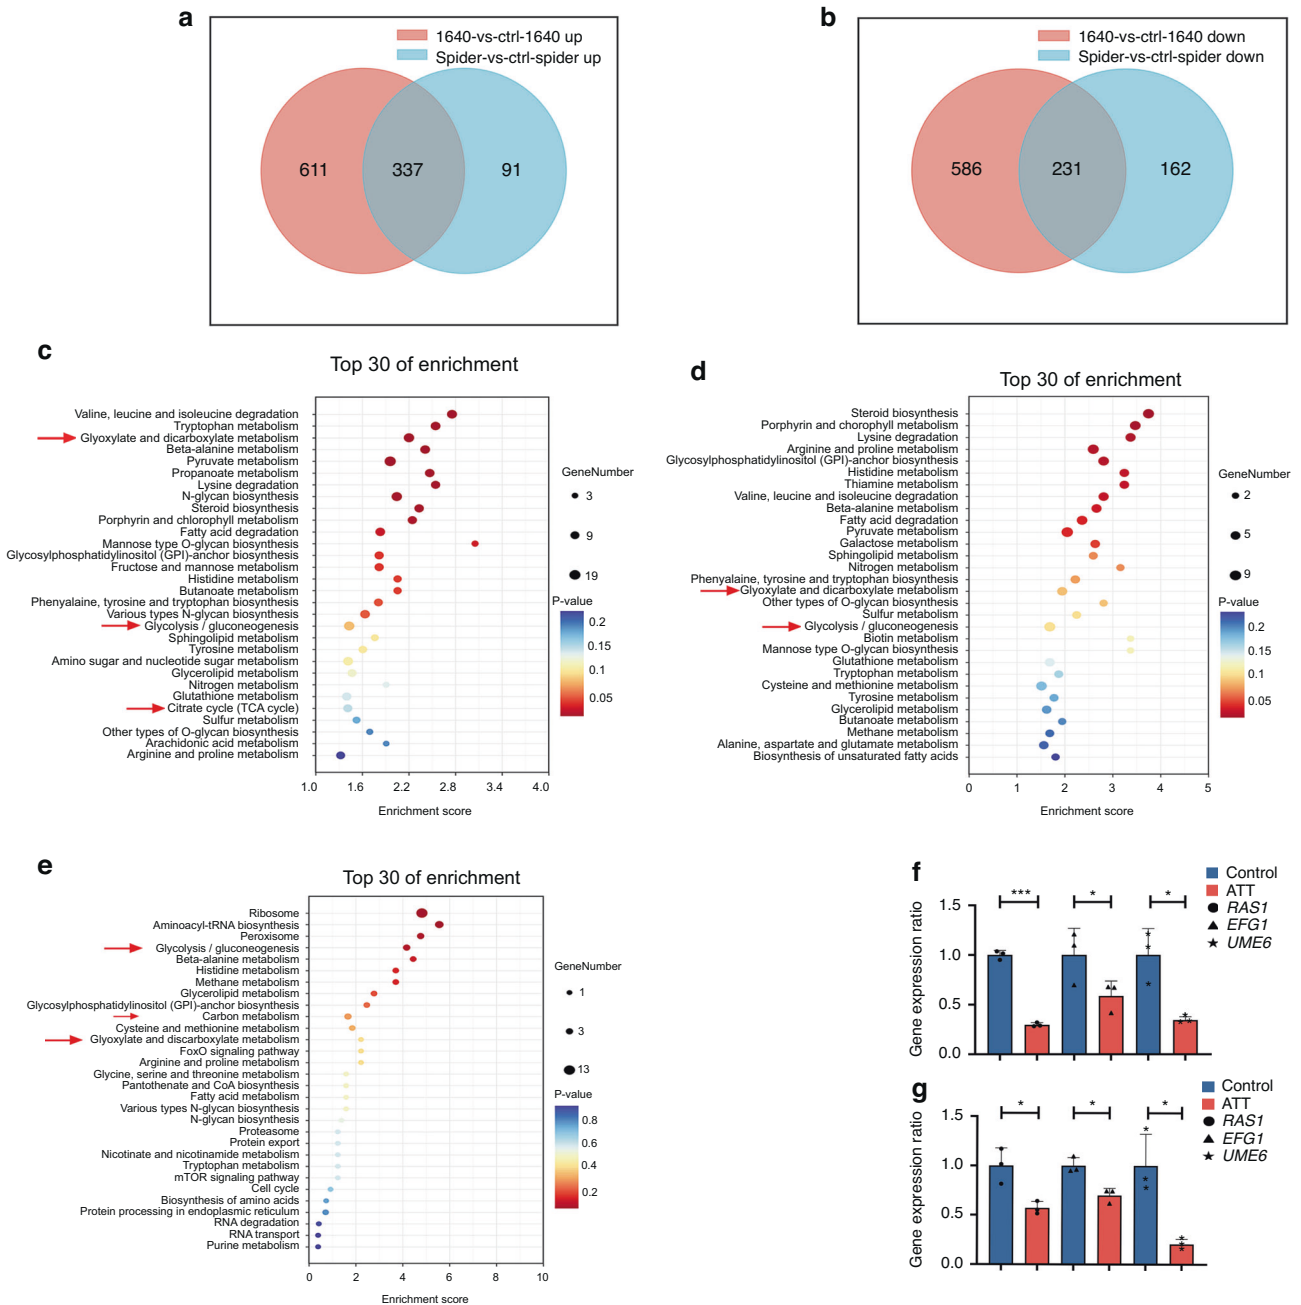 a
1640-vs-ctrl-1640 up
Spider-vs-ctrl-spider up
611
337
91
b
1640-vs-ctrl-1640 down
Spider-vs-ctrl-spider down
586
231
162
c
Top 30 of enrichment
Valine, leucine and isoleucine degradation
Tryptophan metabolism
Glyoxylate and dicarboxylate metabolism
Beta-alanine metabolism
Pyruvate metabolism
Propanoate metabolism
Lysine degradation
N-glycan biosynthesis
Steroid biosynthesis
Porphyrin and chlorophyll metabolism
Fatty acid degradation
Mannose type O-glycan biosynthesis
Glycosylphosphatidylinositol (GPI)-anchor biosynthesis
Fructose and mannose metabolism
Histidine metabolism
Butanoate metabolism
Phenyalaine, tyrosine and tryptophan biosynthesis
Various types N-glycan biosynthesis
Glycolysis / gluconeogenesis
Sphingolipid metabolism
Tyrosine metabolism
Amino sugar and nucleotide sugar metabolism
Glycerolipid metabolism
Nitrogen metabolism
Glutathione metabolism
Citrate cycle (TCA cycle)
Sulfur metabolism
Other types of O-glycan biosynthesis
Arachidonic acid metabolism
Arginine and proline metabolism
1.0 1.6 2.2 2.8 3.4 4.0
Enrichment score
GeneNumber
3
9
19
P-value
0.2
0.15
0.1
0.05
d
Top 30 of enrichment
Steroid biosynthesis
Porphyrin and chorophyll metabolism
Lysine degradation
Arginine and proline metabolism
Glycosylphosphatidylinositol (GPI)-anchor biosynthesis
Histidine metabolism
Thiamine metabolism
Valine, leucine and isoleucine degradation
Beta-alanine metabolism
Fatty acid degradation
Pyruvate metabolism
Galactose metabolism
Sphingolipid metabolism
Nitrogen metabolism
Phenyalaine, tyrosine and tryptophan biosynthesis
Glyoxylate and dicarboxylate metabolism
Other types of O-glycan biosynthesis
Sulfur metabolism
Glycolysis / gluconeogenesis
Biotin metabolism
Mannose type O-glycan biosynthesis
Glutathione metabolism
Tryptophan metabolism
Cysteine and methionine metabolism
Tyrosine metabolism
Glycerolipid metabolism
Butanoate metabolism
Methane metabolism
Alanine, aspartate and glutamate metabolism
Biosynthesis of unsaturated fatty acids
0 1 2 3 4 5
Enrichment score
GeneNumber
2
5
9
P-value
0.2
0.15
0.1
0.05
e
Top 30 of enrichment
Ribosome
Aminoacyl-tRNA biosynthesis
Peroxisome
Glycolysis / gluconeogenesis
Beta-alanine metabolism
Histidine metabolism
Methane metabolism
Glycerolipid metabolism
Glycosylphosphatidylinositol (GPI)-anchor biosynthesis
Carbon metabolism
Cysteine and methionine metabolism
Glyoxylate and discarboxylate metabolism
FoxO signaling pathway
Arginine and proline metabolism
Glycine, serine and threonine metabolism
Pantothenate and CoA biosynthesis
Fatty acid metabolism
Various types N-glycan biosynthesis
N-glycan biosynthesis
Proteasome
Protein export
Nicotinate and nicotinamide metabolism
Tryptophan metabolism
mTOR signaling pathway
Cell cycle
Biosynthesis of amino acids
Protein processing in endoplasmic reticulum
RNA degradation
RNA transport
Purine metabolism
0 2 4 6 8 10
Enrichment score
GeneNumber
1
3
13
P-value
0.8
0.6
0.4
0.2
f
Gene expression ratio
1.5
1.0
0.5
0.0
*** * *
Control
ATT
RAS1
EFG1
UME6
g
Gene expression ratio
1.5
1.0
0.5
0.0
* * *
Control
ATT
RAS1
EFG1
UME6